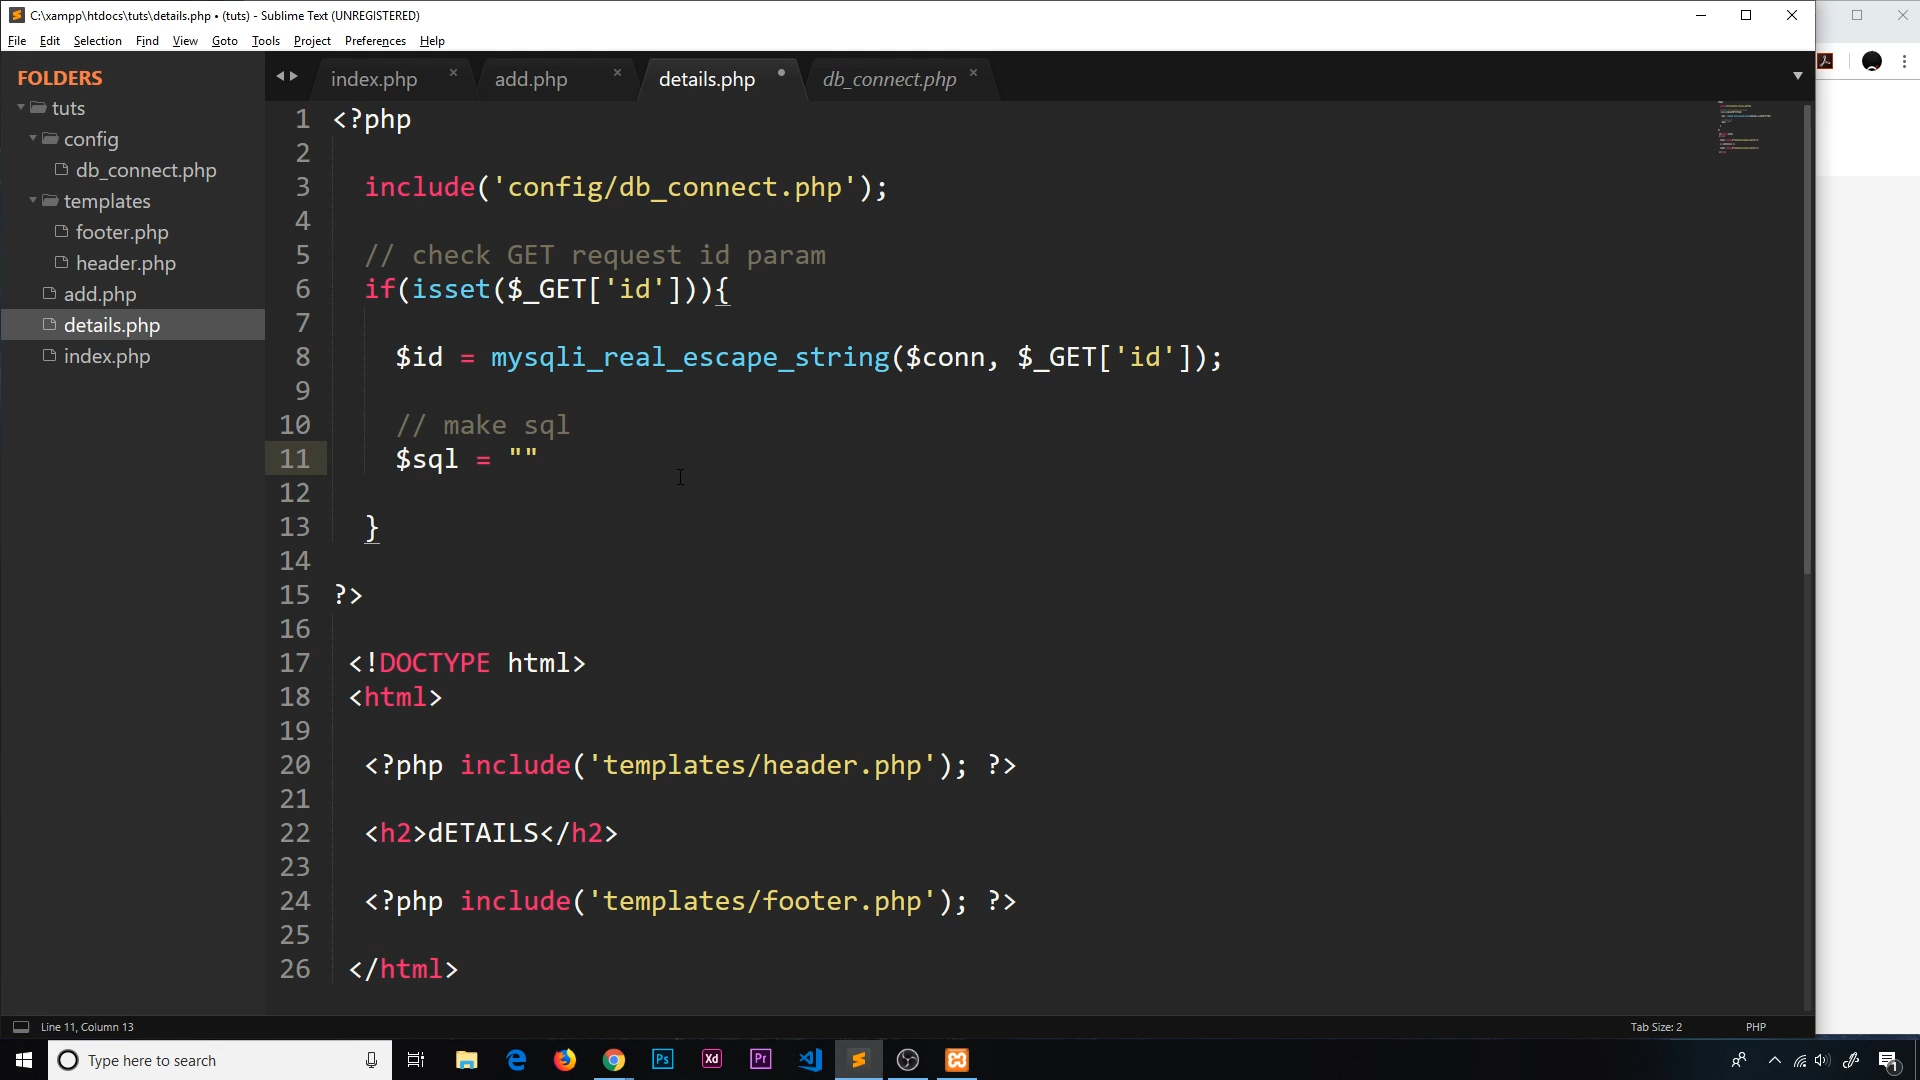 C:\xampp\htdocs\tuts\details.php • (tuts) - Sublime Text (UNREGISTERED)
File Edit Selection Find View Goto Tools Project Preferences Help
FOLDERS
tuts
config
db_connect.php
templates
footer.php
header.php
add.php
details.php
index.php
index.php × add.php × details.php • db_connect.php ×
1 <?php
2
3 include('config/db_connect.php');
4
5 // check GET request id param
6 if(isset($_GET['id'])){
7
8 $id = mysqli_real_escape_string($conn, $_GET['id']);
9
10 // make sql
11 $sql = ""
12
13 }
14
15 ?>
16
17 <!DOCTYPE html>
18 <html>
19
20 <?php include('templates/header.php'); ?>
21
22 <h2>dETAILS</h2>
23
24 <?php include('templates/footer.php'); ?>
25
26 </html>
Line 11, Column 13
Tab Size: 2
PHP
Type here to search
Ps
Xd
Pr
1